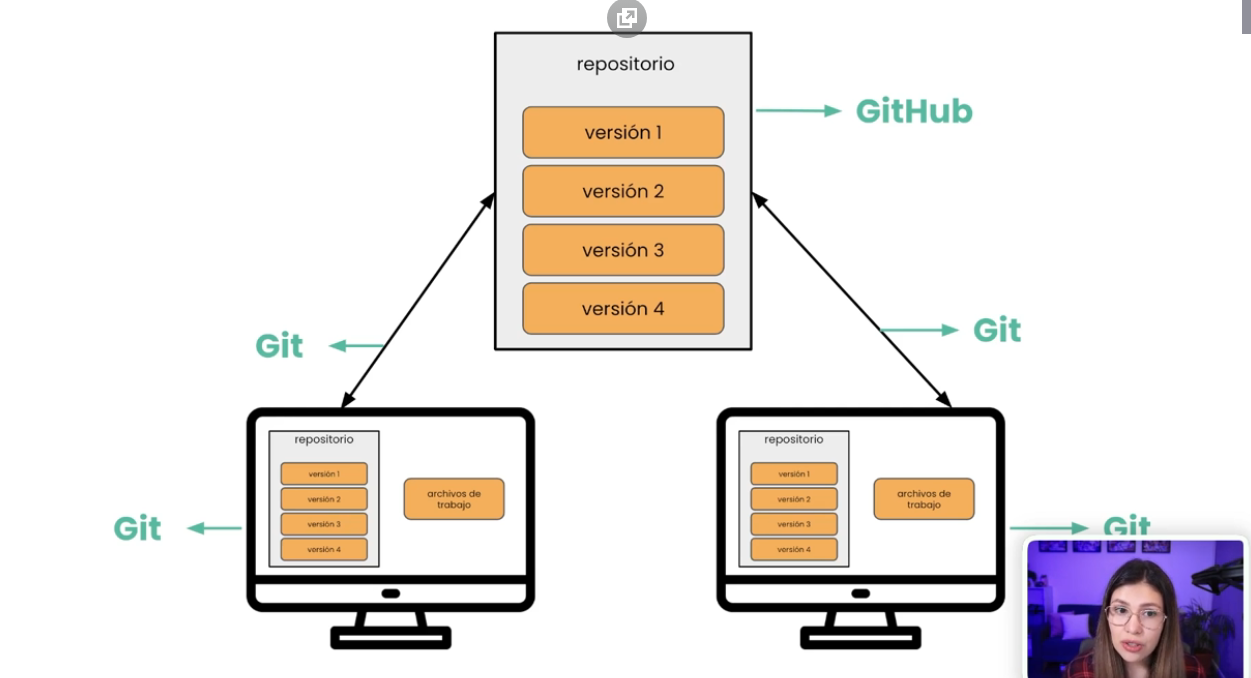 repositorio
versión 1
GitHub
versión 2
versión 3
versión 4
Git
Git
repositorio
versión 1
versión 2
versión 3
versión 4
archivos de
trabajo
repositorio
versión 1
versión 2
versión 3
versión 4
archivos de
trabajo
Git
Git